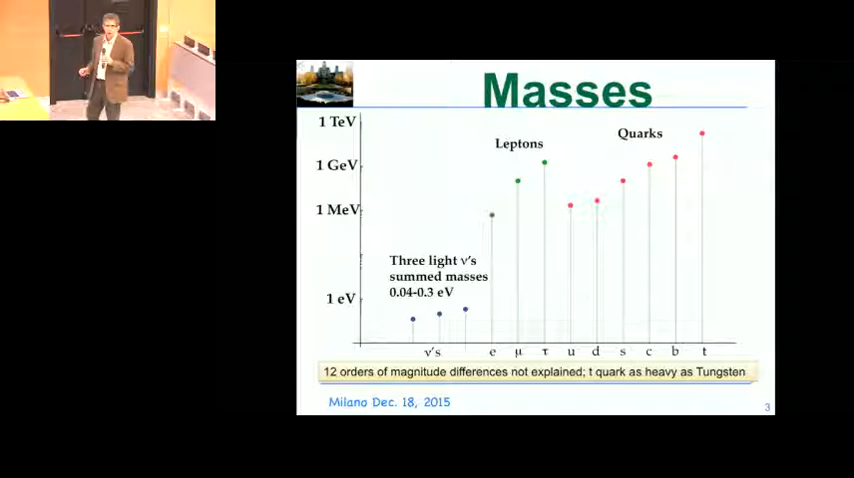 Masses
1 TeV
Leptons
Quarks
1 GeV
1 MeV
Three light ν's
summed masses
0.04-0.3 eV
1 eV
ν's e μ τ u d s c b t
12 orders of magnitude differences not explained; t quark as heavy as Tungsten
Milano Dec. 18, 2015
3